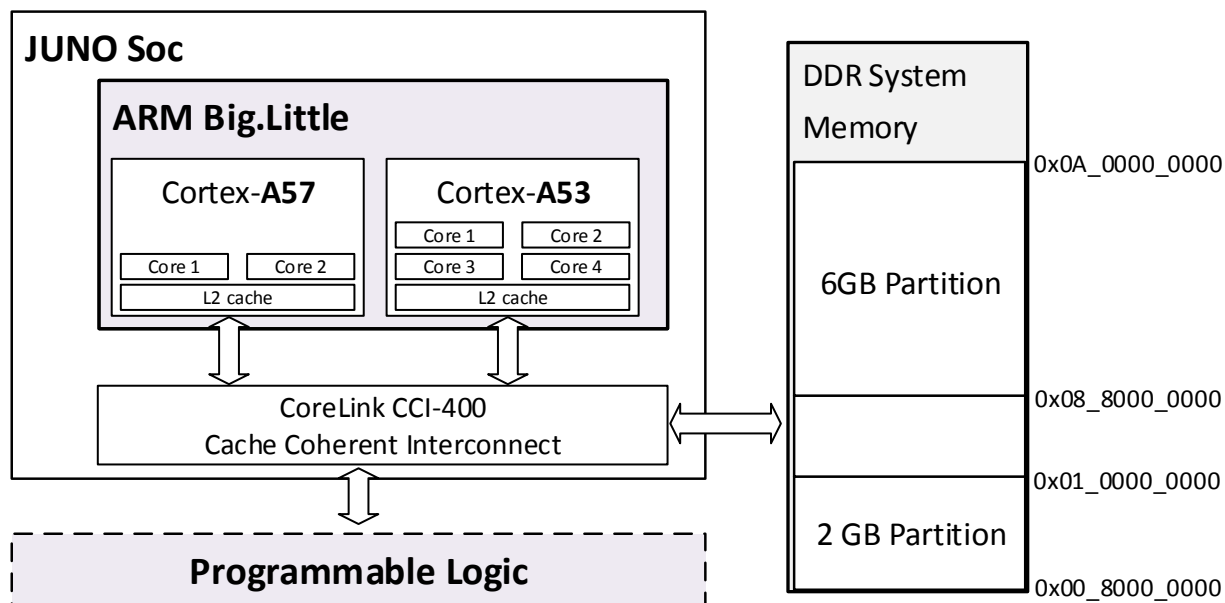 JUNO Soc
ARM Big.Little
Cortex-A57
Core 1
Core 2
L2 cache
Cortex-A53
Core 1
Core 2
Core 3
Core 4
L2 cache
CoreLink CCI-400
Cache Coherent Interconnect
Programmable Logic
DDR System
Memory
0x0A_0000_0000
6GB Partition
0x08_8000_0000
0x01_0000_0000
2 GB Partition
0x00_8000_0000